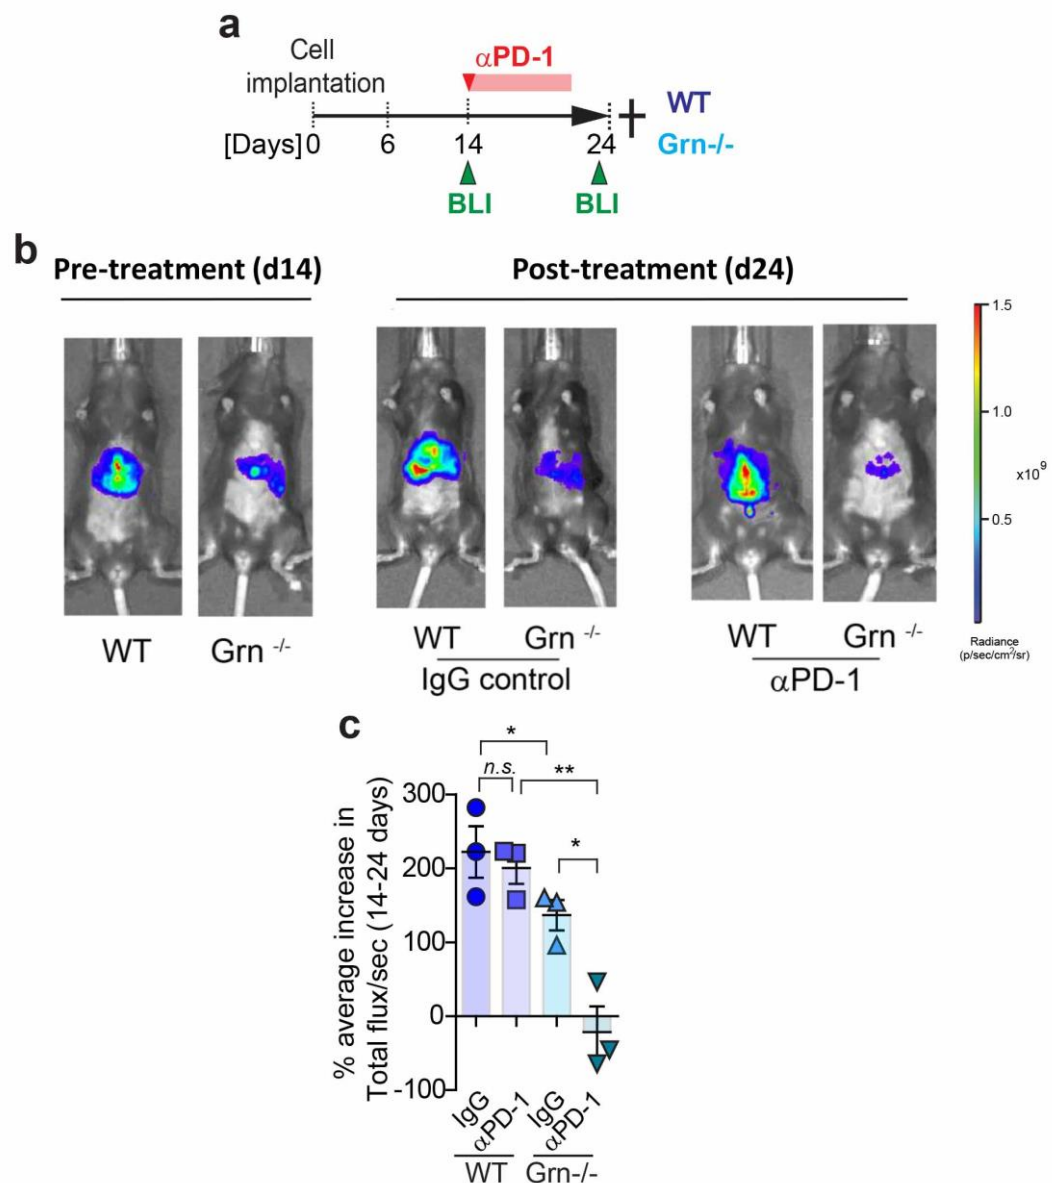 a
Cell
implantation
αPD-1
WT
Grn-/-
[Days] 0 6 14 24
BLI BLI
b
Pre-treatment (d14) Post-treatment (d24)
1.5
1.0
x10⁹
0.5
Radiance
(p/sec/cm²/sr)
WT Grn -/- WT Grn -/- WT Grn -/-
IgG control αPD-1
c
*
n.s. **
*
% average increase in
Total flux/sec (14-24 days)
300
200
100
0
-100
IgG αPD-1 IgG αPD-1
WT Grn-/-